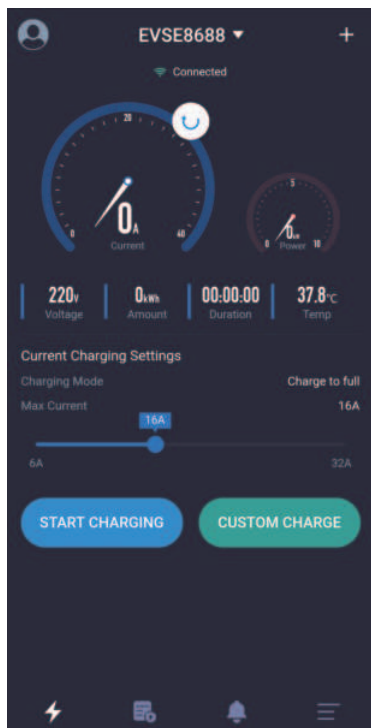 EVSE8688 ▼ +
Connected
20
0 40
0A
Current
5
0 10
0kW
Power
220V 0kWh 00:00:00 37.8°C
Voltage Amount Duration Temp
Current Charging Settings
Charging Mode Charge to full
Max Current 16A
16A
6A 32A
START CHARGING CUSTOM CHARGE